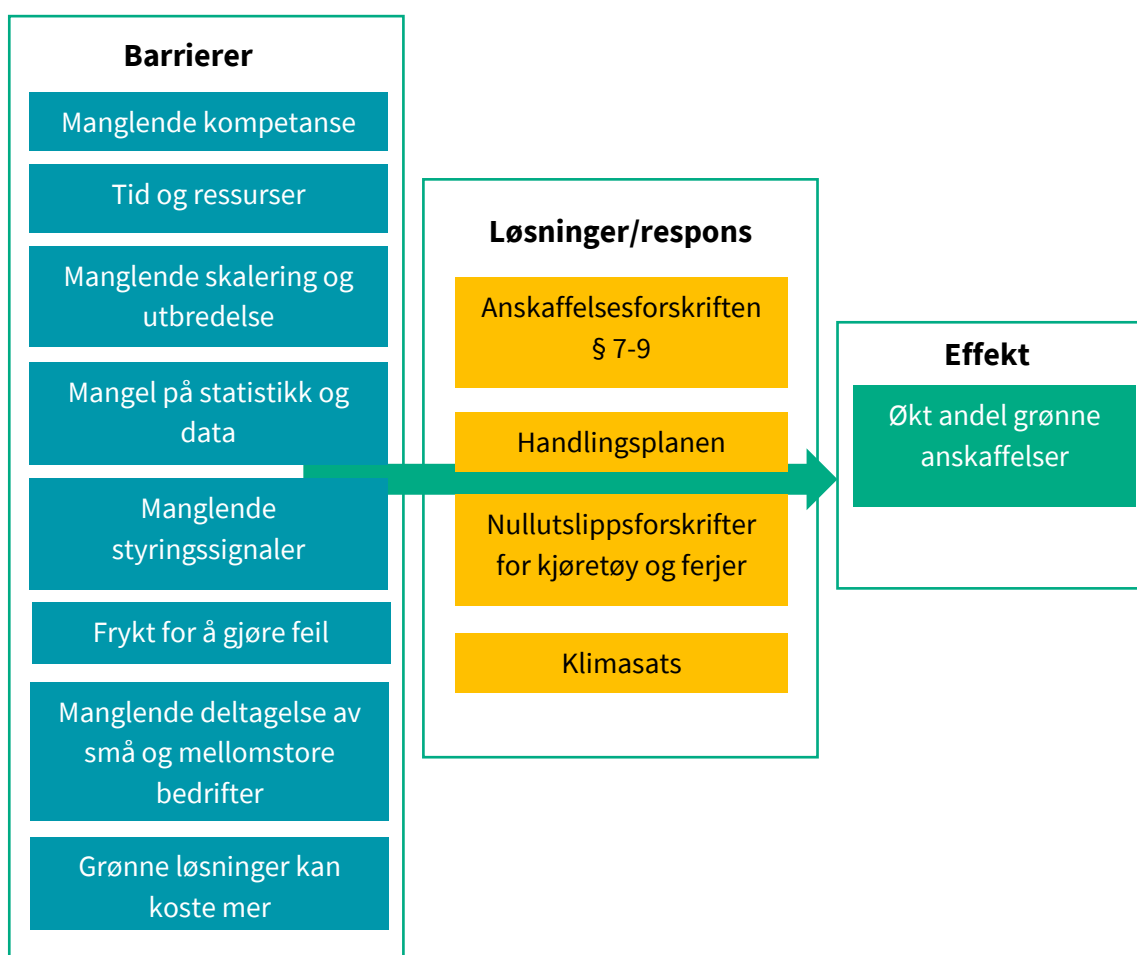 Barrierer
Manglende kompetanse
Tid og ressurser
Manglende skalering og
utbredelse
Mangel på statistikk og
data
Manglende
styringssignaler
Frykt for å gjøre feil
Manglende deltagelse av
små og mellomstore
bedrifter
Grønne løsninger kan
koste mer
Løsninger/respons
Anskaffelsesforskriften
§ 7-9
Handlingsplanen
Nullutslippsforskrifter
for kjøretøy og ferjer
Klimasats
Effekt
Økt andel grønne
anskaffelser